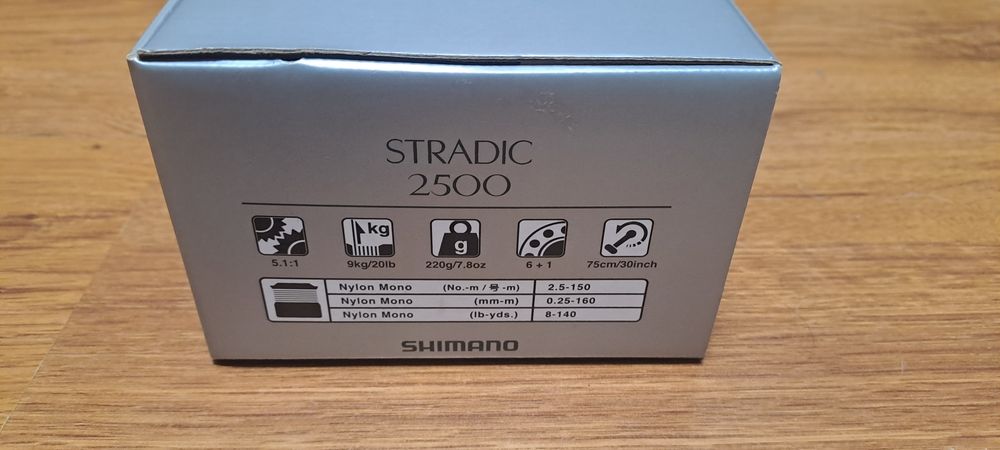 STRADIC
2500
kg g
5.1:1 9kg/20lb 220g/7.8oz 6 + 1 75cm/30inch
Nylon Mono (No.-m / 号 -m) 2.5-150
Nylon Mono (mm-m) 0.25-160
Nylon Mono (lb-yds.) 8-140
SHIMANO